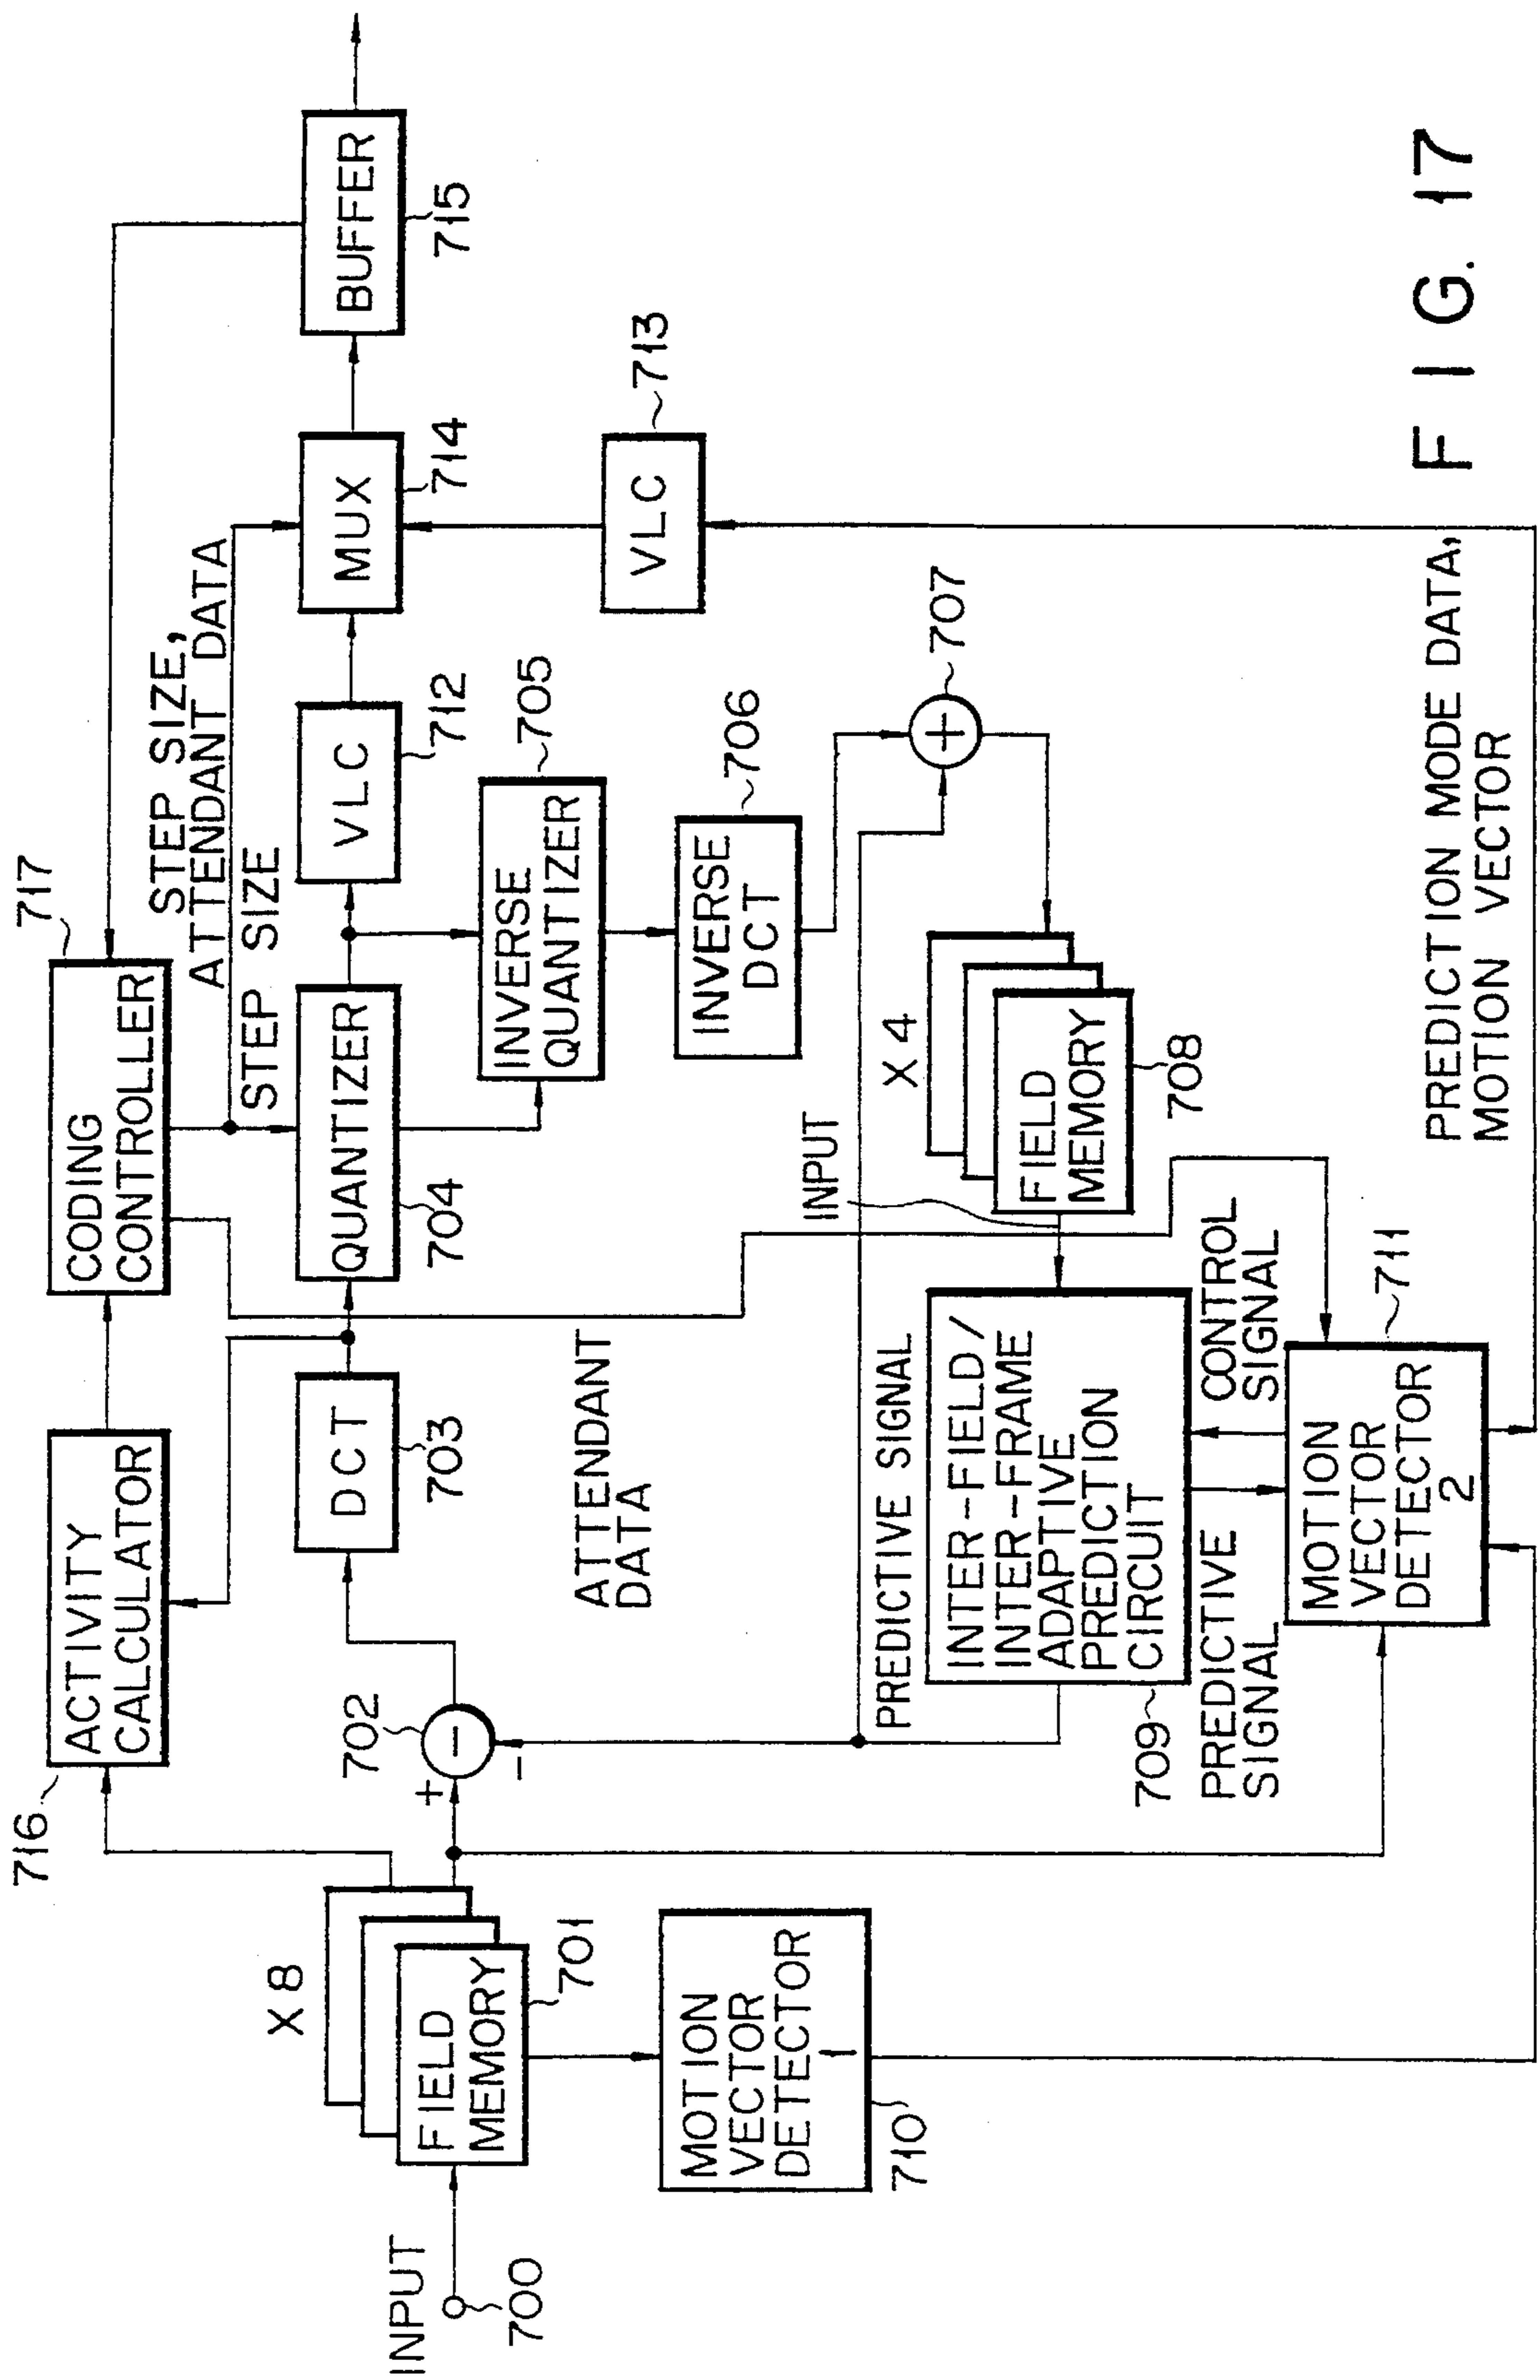 INPUT
700
X 8
FIELD
MEMORY
701
MOTION
VECTOR
DETECTOR
1
710
716
ACTIVITY
CALCULATOR
702
+
−
−
DCT
703
ATTENDANT
DATA
717
CODING
CONTROLLER
STEP SIZE,
ATTENDANT DATA
STEP SIZE
QUANTIZER
704
VLC
712
INVERSE
QUANTIZER
705
INVERSE
DCT
706
+
707
X 4
FIELD
MEMORY
708
INPUT
PREDICTIVE SIGNAL
INTER-FIELD/
INTER-FRAME
ADAPTIVE
PREDICTION
CIRCUIT
709
PREDICTIVE
SIGNAL
CONTROL
SIGNAL
MOTION
VECTOR
DETECTOR
2
711
PREDICTION MODE DATA,
MOTION VECTOR
MUX
714
VLC
713
BUFFER
715
FIG. 17